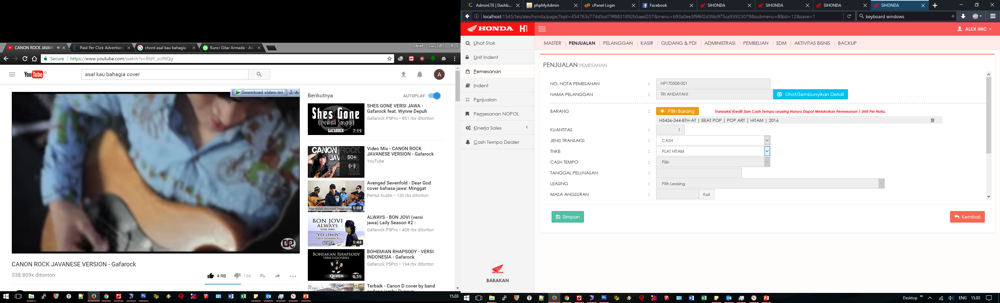 CANON ROCK JAVAN
Paid Per Click Advertising
chord asal kau bahagia -
Kunci Gitar Armada - Asa
Arief
Secure
https://www.youtube.com/watch?v=RIdY_oJJNQg
YouTube ID
asal kau bahagia cover
A
Download video ini
?
Berikutnya
AUTOPLAY
Shes Gone
(versi jawa)
GAFAROCK
7:19
SHES GONE VERSI JAWA -
Gafarock feat. Wynne Depuh
Gafarock.P5Pro • 851 rbx ditonton
CANON ROCK
JAV
50+
GAFAROCK
Video Mix - CANON ROCK
JAVANESE VERSION - Gafarock
YouTube
tapi malah aku tegel, lungo ning
5:08
Avenged Sevenfold - Dear God
cover bahasa jawa: Minggat
Pentul Kustik • 130 rbx ditonton
BON JOVI
ALWAYS
VERSI JAWA
"YO UWIS"
(LAILY SEASON 2)
GAFAROCK
5:48
ALWAYS - BON JOVI (versi
jawa) Laily Season #2 -
Gafarock.P5Pro • 408 rbx ditonton
BOHEMIAN RHAPSODY
VERSI INDONESIA
QUEEN
6:15
BOHEMIAN RHAPSODY - VERSI
INDONESIA - Gafarock
Gafarock.P5Pro • 194 rbx ditonton
Terbaik - Canon D cover by band
GR
CANON ROCK JAVANESE VERSION - Gafarock
338.809x ditonton
4 RB
134
15.03
AdminLTE | Dashb...
phpMyAdmin
cPanel Login
Facebook
SIHONDA
SIHONDA
SIHONDA
SIHONDA
localhost:1545/tes/alex/honda/page/?opt=454763c774d5cd79f8831892b5aed207&menu=b93a0ee3f9f6f2d3fdc975ca93923079&submenu=B&id=12&save=1
keyboard windows
ABP
HONDA H1
ALEX IMC
MASTER | PENJUALAN | PELANGGAN | KASIR | GUDANG & PDI | ADMINISTRASI | PEMBELIAN | SDM | AKTIVITAS BISNIS | BACKUP
Lihat Stok
Unit Indent
Pemesanan
Indent
Penjualan
Pemesanan NOPOL
Kinerja Sales
Cash Tempo Dealer
HONDA
BABAKAN
PENJUALAN PEMESANAN
NO. NOTA PEMESANAN : NP170508-001
NAMA PELANGGAN : TRI ANDAYANI Lihat/Sembunyikan Detail
BARANG : Pilih Barang Transaksi Kredit Dan Cash Tempo Leasing Hanya Dapat Melakukan Pemesanan 1 Unit Per Nota.
H5436-344-BTH-AT | BEAT POP | POP ART | HITAM | 2016
KUANTITAS : 1
JENIS TRANSAKSI : CASH
TNKB : PLAT HITAM
CASH TEMPO : Pilih
TANGGAL PELUNASAN :
LEASING : Pilih Leasing
MASA ANGSURAN : Kali
Simpan
Kembali
Desktop
ENG
15.03